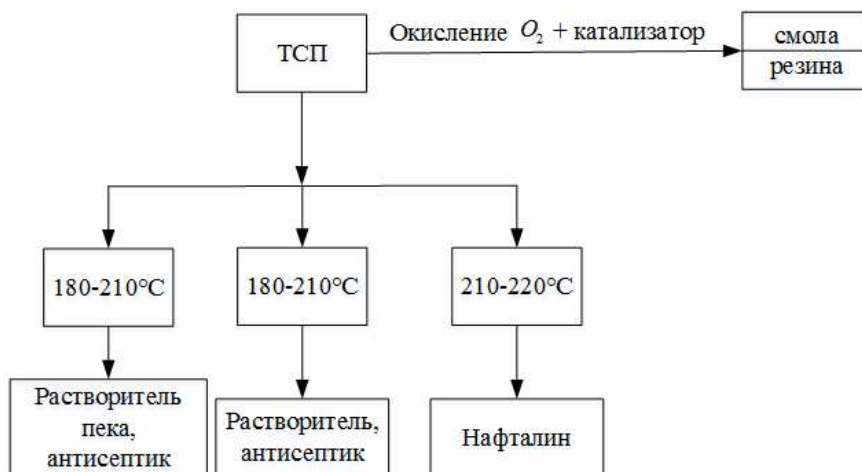 ТСП
Окисление O₂ + катализатор
смола
резина
180-210°C
180-210°C
210-220°C
Растворитель
пека,
антисептик
Растворитель,
антисептик
Нафталин